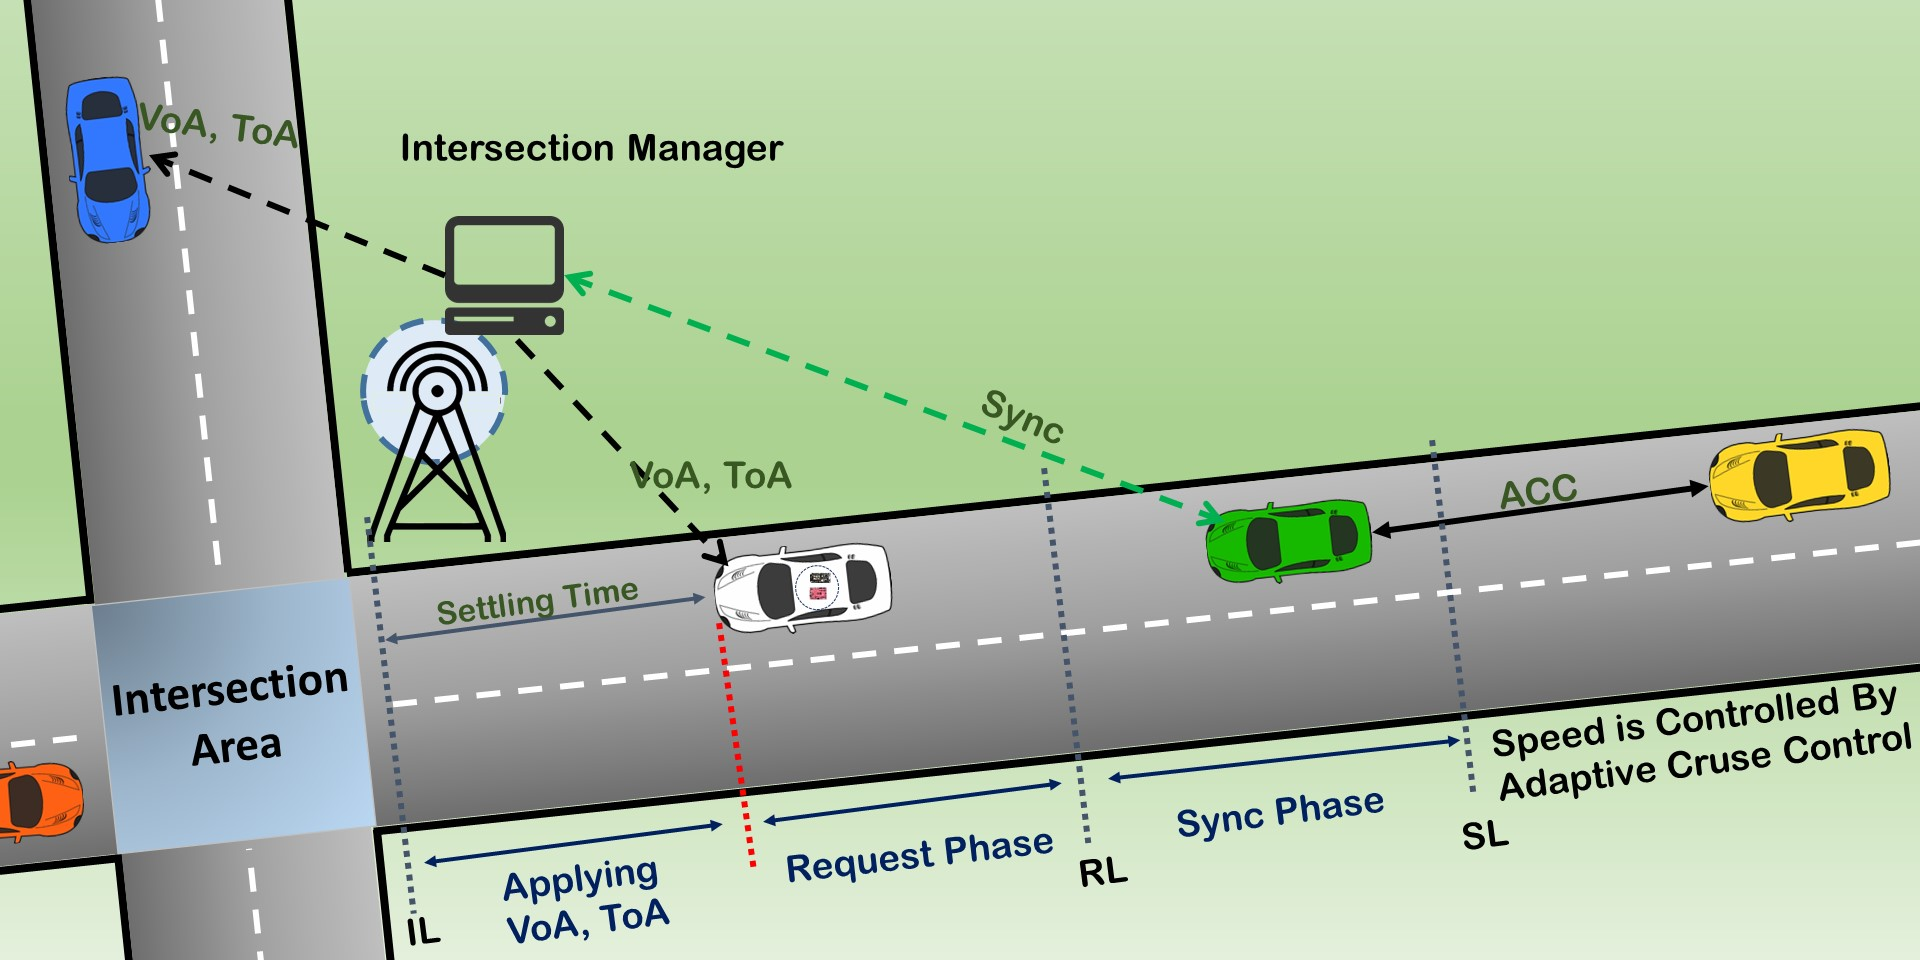 VoA, ToA
Intersection Manager
Sync
VoA, ToA
ACC
Settling Time
Intersection
Area
Speed is Controlled By
Adaptive Cruse Control
Sync Phase
SL
Request Phase
RL
Applying
VoA, ToA
IL